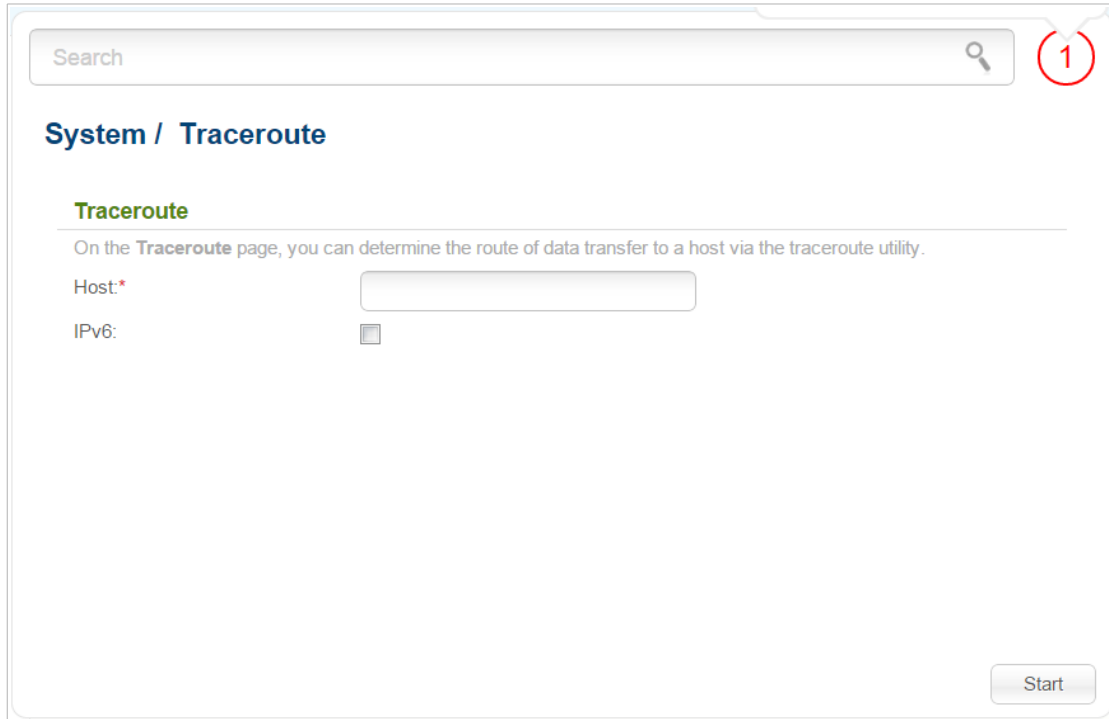 Search
1
System / Traceroute
Traceroute
On the Traceroute page, you can determine the route of data transfer to a host via the traceroute utility.
Host:*
IPv6:
Start